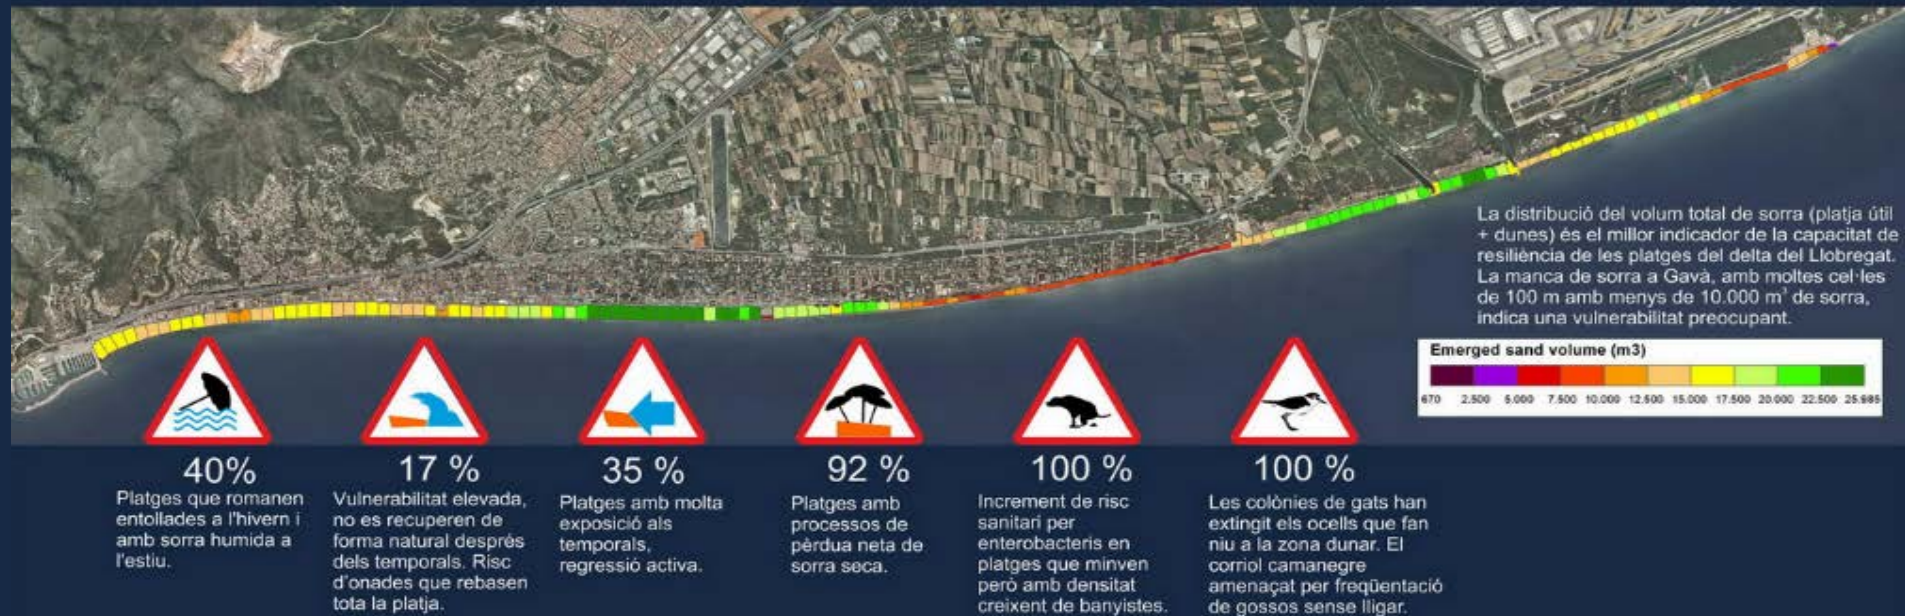 La distribució del volum total de sorra (platja útil
+ dunes) és el millor indicador de la capacitat de
resiliència de les platges del delta del Llobregat.
La manca de sorra a Gavà, amb moltes cel·les
de 100 m amb menys de 10.000 m³ de sorra,
indica una vulnerabilitat preocupant.
Emerged sand volume (m3)
670 2.500 5.000 7.500 10.000 12.500 15.000 17.500 20.000 22.500 25.985
40%
Platges que romanen
entollades a l'hivern i
amb sorra humida a
l'estiu.
17 %
Vulnerabilitat elevada,
no es recuperen de
forma natural després
dels temporals. Risc
d'onades que rebasen
tota la platja.
35 %
Platges amb molta
exposició als
temporals,
regressió activa.
92 %
Platges amb
processos de
pèrdua neta de
sorra seca.
100 %
Increment de risc
sanitari per
enterobacteris en
platges que minven
però amb densitat
creixent de banyistes.
100 %
Les colònies de gats han
extingit els ocells que fan
niu a la zona dunar. El
corriol camanegre
amenaçat per freqüentació
de gossos sense lligar.